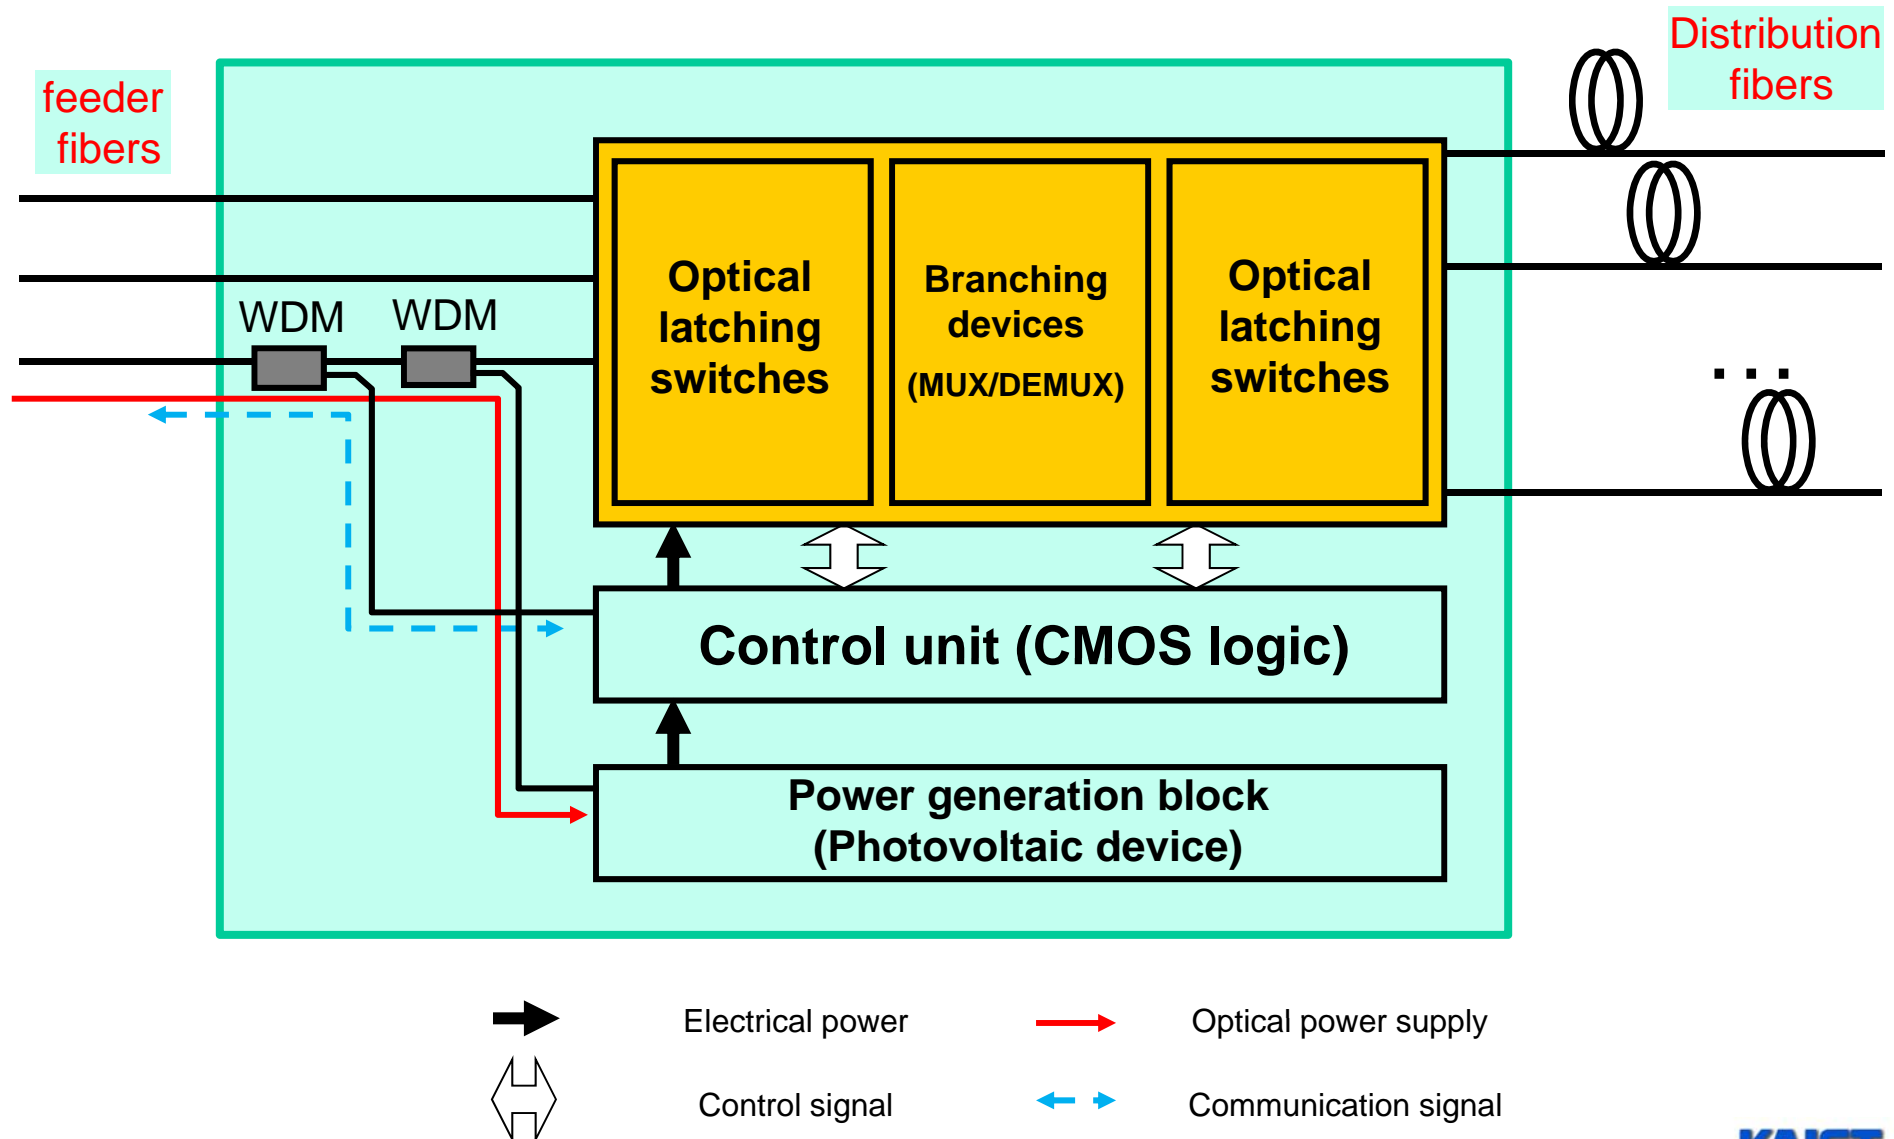 Distribution
fibers
feeder
fibers
WDM
WDM
Optical
latching
switches
Branching
devices
(MUX/DEMUX)
Optical
latching
switches
. . .
Control unit (CMOS logic)
Power generation block
(Photovoltaic device)
Electrical power
Optical power supply
Control signal
Communication signal